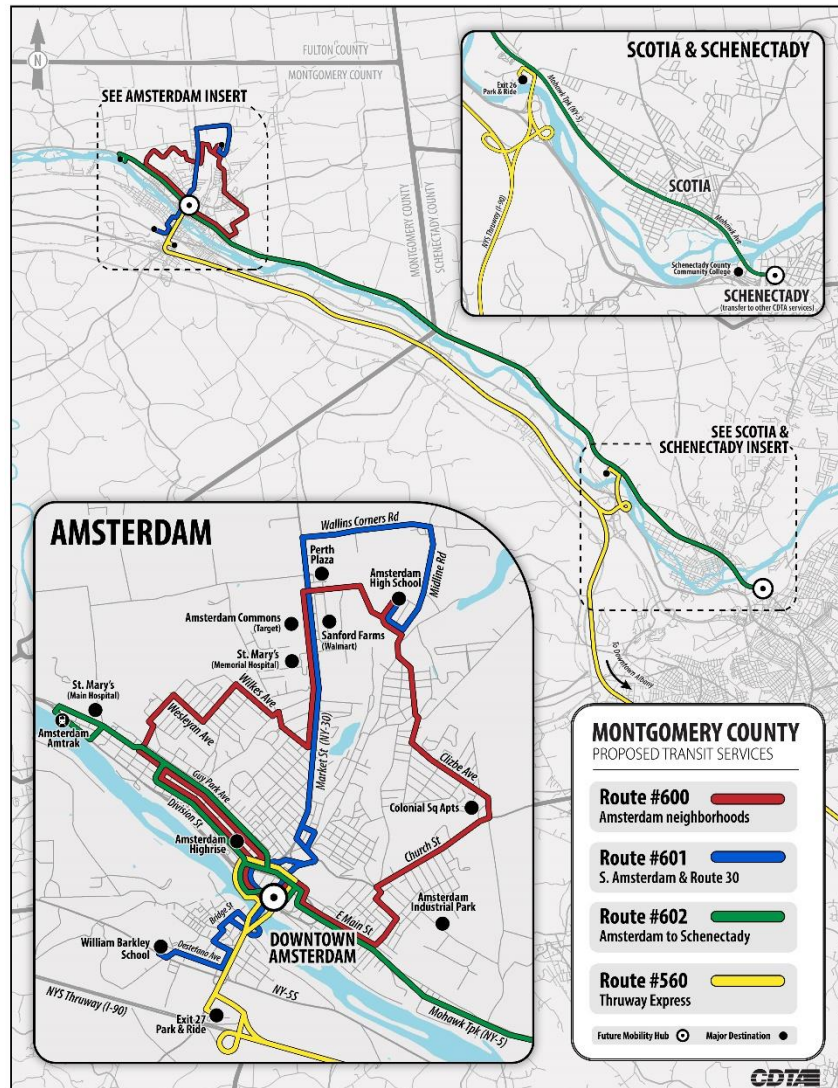 N
FULTON COUNTY
MONTGOMERY COUNTY
SEE AMSTERDAM INSERT
MONTGOMERY COUNTY
SCHENECTADY COUNTY
SCOTIA & SCHENECTADY
Exit 26
Park & Ride
Mohawk Tpk (NY-5)
NYS Thruway (I-90)
SCOTIA
Mohawk Ave
Schenectady County
Community College
SCHENECTADY
(transfer to other CDTA services)
SEE SCOTIA &
SCHENECTADY INSERT
To Downtown Albany
AMSTERDAM
Wallins Corners Rd
Perth
Plaza
Midline Rd
Amsterdam
High School
Amsterdam Commons
(Target)
Sanford Farms
(Walmart)
St. Mary's
(Memorial Hospital)
St. Mary's
(Main Hospital)
Wilkes Ave
Wesleyan Ave
Market St (NY-30)
Amsterdam
Amtrak
Guy Park Ave
Division St
Clizbe Ave
Colonial Sq Apts
Amsterdam
Highrise
Church St
Amsterdam
Industrial Park
E Main St
Bridge St
DOWNTOWN
AMSTERDAM
William Barkley
School
Destefano Ave
NY-5S
NYS Thruway (I-90)
Exit 27
Park & Ride
Mohawk Tpk (NY-5)
MONTGOMERY COUNTY
PROPOSED TRANSIT SERVICES
Route #600
Amsterdam neighborhoods
Route #601
S. Amsterdam & Route 30
Route #602
Amsterdam to Schenectady
Route #560
Thruway Express
Future Mobility Hub
Major Destination
CDTA